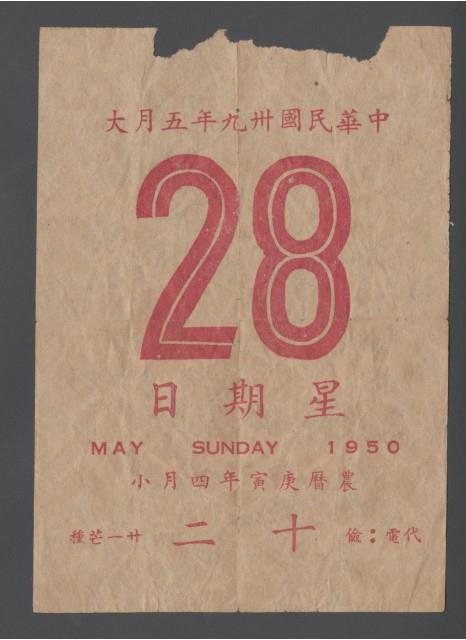 中華民國卅九年五月大
28
星期日
MAY SUNDAY 1950
農曆庚寅年四月小
代電:儉 十二 廿一芒種